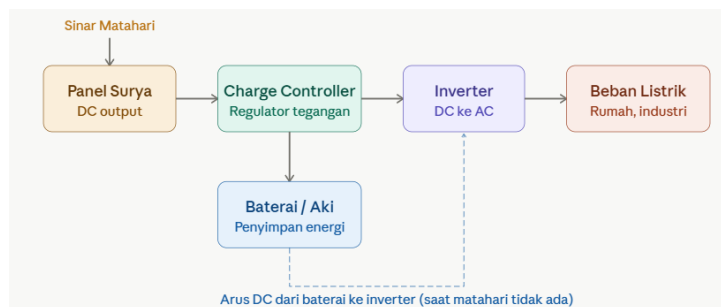 Sinar Matahari
Panel Surya
DC output
Charge Controller
Regulator tegangan
Inverter
DC ke AC
Beban Listrik
Rumah, industri
Baterai / Aki
Penyimpan energi
Arus DC dari baterai ke inverter (saat matahari tidak ada)